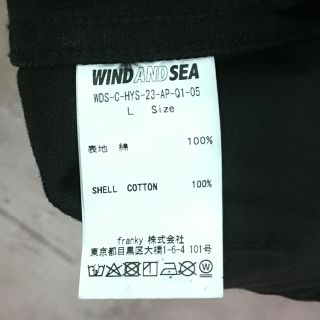 WIND AND SEA
WDS-C-HYS-23-AP-Q1-05
L Size
表地 綿 100%
SHELL COTTON 100%
franky 株式会社
東京都目黒区大橋1-6-4 101号